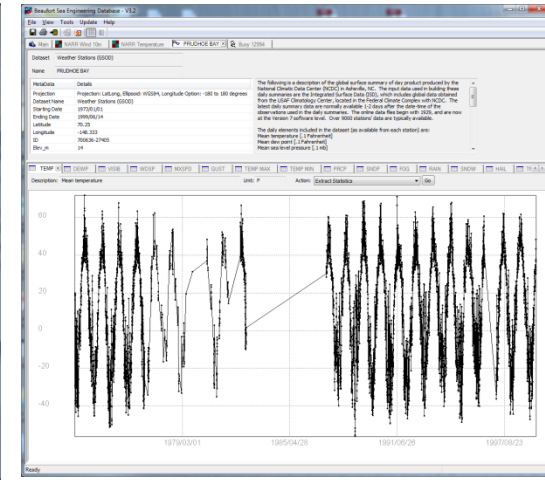 Beaufort Sea Engineering Database - V3.2
File View Tools Update Help
Main NARR Wind 10m NARR Temperature PRUDHOE BAY Buoy 12994
Dataset Weather Stations (GSOD)
Name PRUDHOE BAY
MetaData Details
Projection Projection: LatLong, Ellipsoid: WGS84, Longitude Option: -180 to 180 degrees
Dataset Name Weather Stations (GSOD)
Starting Date 1973/01/01
Ending Date 1999/06/14
Latitude 70.25
Longitude -148.333
ID 700636-27405
Elev_m 14
The following is a description of the global surface summary of day product produced by the
National Climatic Data Center (NCDC) in Asheville, NC. The input data used in building these
daily summaries are the Integrated Surface Data (ISD), which includes global data obtained
from the USAF Climatology Center, located in the Federal Climate Complex with NCDC. The
latest daily summary data are normally available 1-2 days after the date-time of the
observations used in the daily summaries. The online data files begin with 1929, and are now
at the Version 7 software level. Over 9000 stations' data are typically available.
The daily elements included in the dataset (as available from each station) are:
Mean temperature (.1 Fahrenheit)
Mean dew point (.1 Fahrenheit)
Mean sea level pressure (.1 mb)
TEMP DEWP VISIB WDSP MXSPD GUST TEMP MAX TEMP MIN PRCP SNDP FOG RAIN SNOW HAIL
Description: Mean temperature Unit: F Action: Extract Statistics Go
60
40
20
0
-20
-40
1979/03/01 1985/04/28 1991/06/26 1997/08/23
Ready